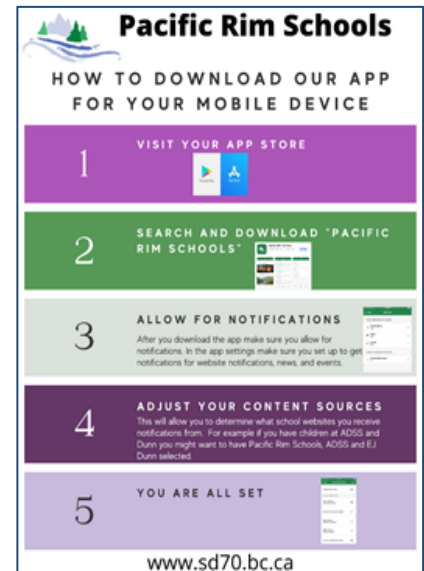 Pacific Rim Schools
HOW TO DOWNLOAD OUR APP
FOR YOUR MOBILE DEVICE
1
VISIT YOUR APP STORE
2
SEARCH AND DOWNLOAD "PACIFIC
RIM SCHOOLS"
3
ALLOW FOR NOTIFICATIONS
After you download the app make sure you allow for
notifications. In the app settings make sure you set up to get
notifications for website notifications, news, and events.
4
ADJUST YOUR CONTENT SOURCES
This will allow you to determine what school websites you receive
notifications from. For example if you have children at ADSS and
Dunn you might want to have Pacific Rim Schools, ADSS and EJ
Dunn selected.
5
YOU ARE ALL SET
www.sd70.bc.ca